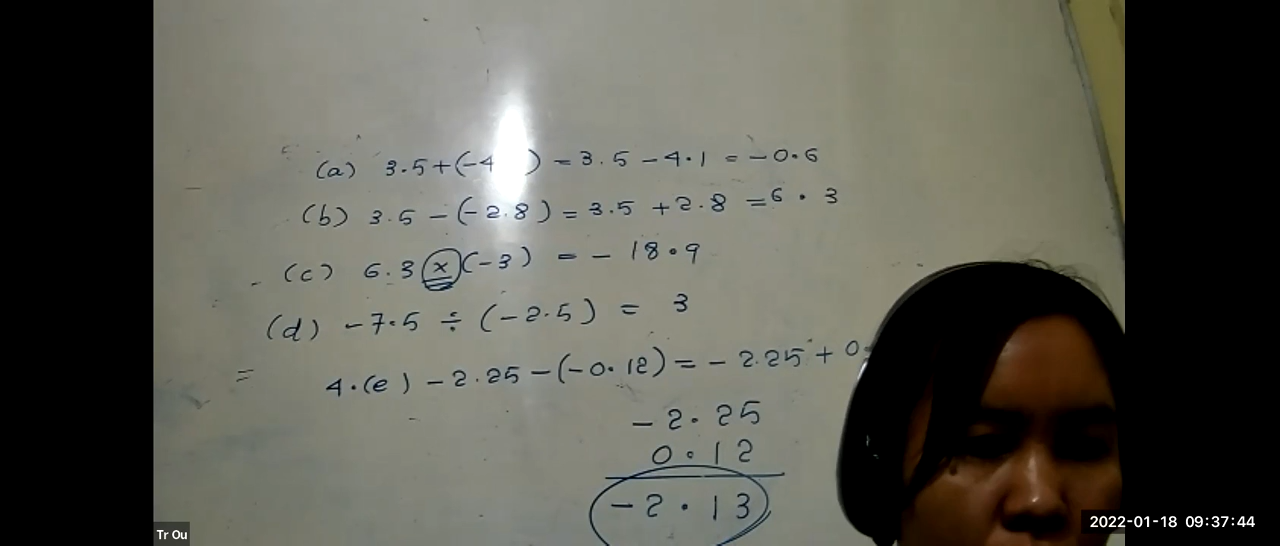 (a) 3.5+(-4 ) = 3.5 - 4.1 = -0.6
(b) 3.5 - (-2.8) = 3.5 + 2.8 = 6.3
(c) 6.3 × (-3) = - 18.9
(d) -7.5 ÷ (-2.5) = 3
= 4.(e) -2.25 - (-0.12) = - 2.25 + 0.
-2.25
0.12
-2.13
Tr Ou
2022-01-18 09:37:44